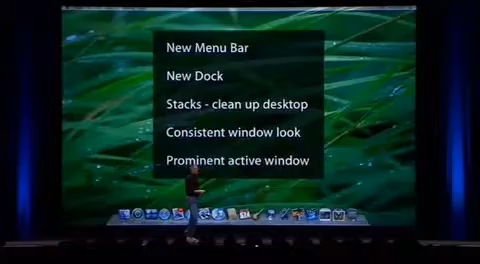 New Menu Bar
New Dock
Stacks - clean up desktop
Consistent window look
Prominent active window